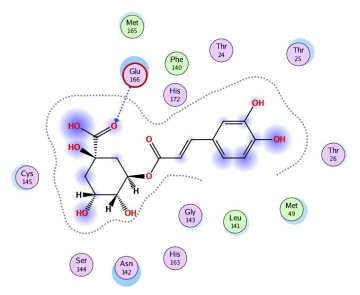 Met
165
Glu
166
Phe
140
Thr
24
Thr
25
His
172
OH
HO
O
HO
O
OH
O
H
H
HO
H
OH
Cys
145
Gly
143
Leu
141
Met
49
Thr
26
Ser
144
Asn
142
His
163